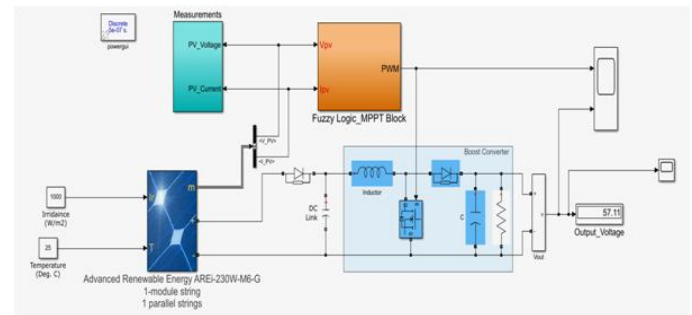 Measurements
Discrete
5e-07 s.
powergui
PV_Voltage
PV_Current
Vpv
Ipv
PWM
Fuzzy Logic_MPPT Block
<V_PV>
<I_PV>
Boost Converter
1000
Irridaince
(W/m2)
25
Temperature
(Deg. C)
m
+
T
-
DC
Link
Inductor
C
Vout
57.11
Output_Voltage
Advanced Renewable Energy AREi-230W-M6-G
1-module string
1 parallel strings